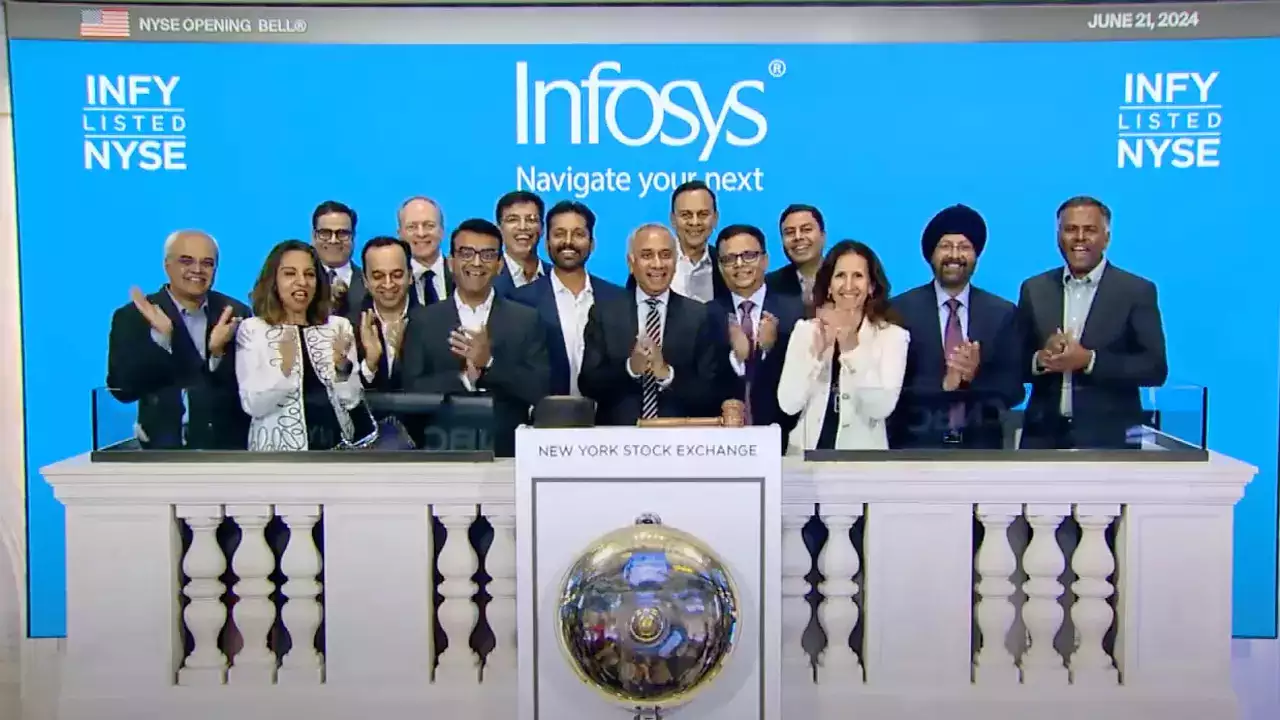 NYSE OPENING BELL®
JUNE 21, 2024
INFY
LISTED
NYSE
Infosys®
Navigate your next
INFY
LISTED
NYSE
NEW YORK STOCK EXCHANGE